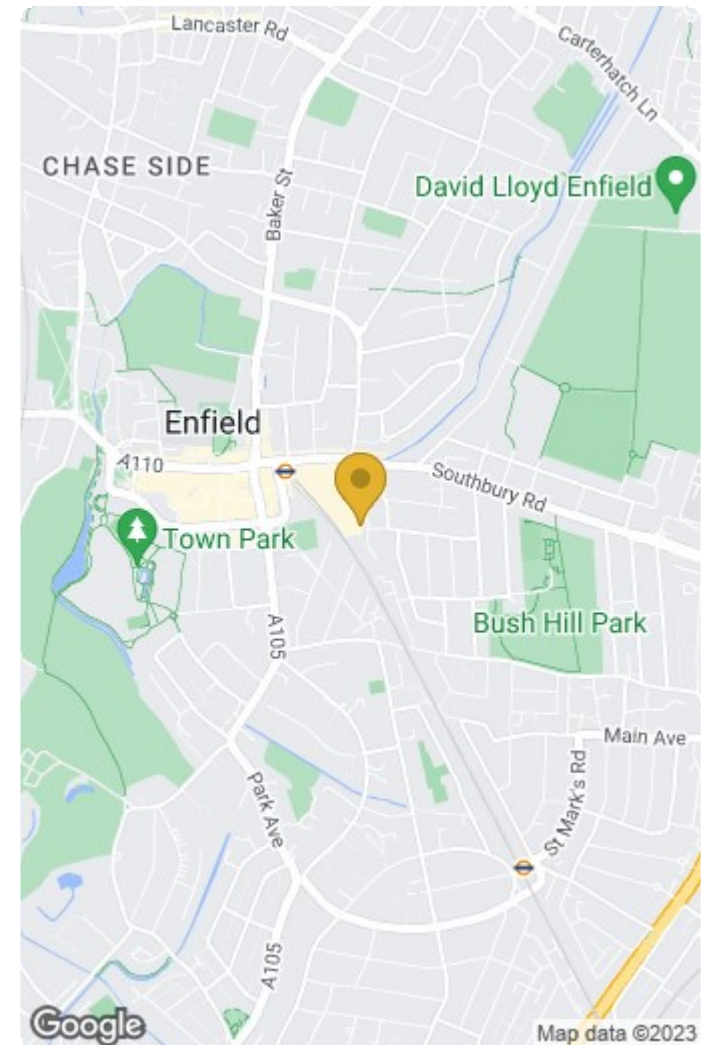 Lancaster Rd
Carterhatch Ln
CHASE SIDE
Baker St
David Lloyd Enfield
Enfield
A110
Southbury Rd
Town Park
A105
Bush Hill Park
Main Ave
Park Ave
St Mark's Rd
A105
Google
Map data ©2023